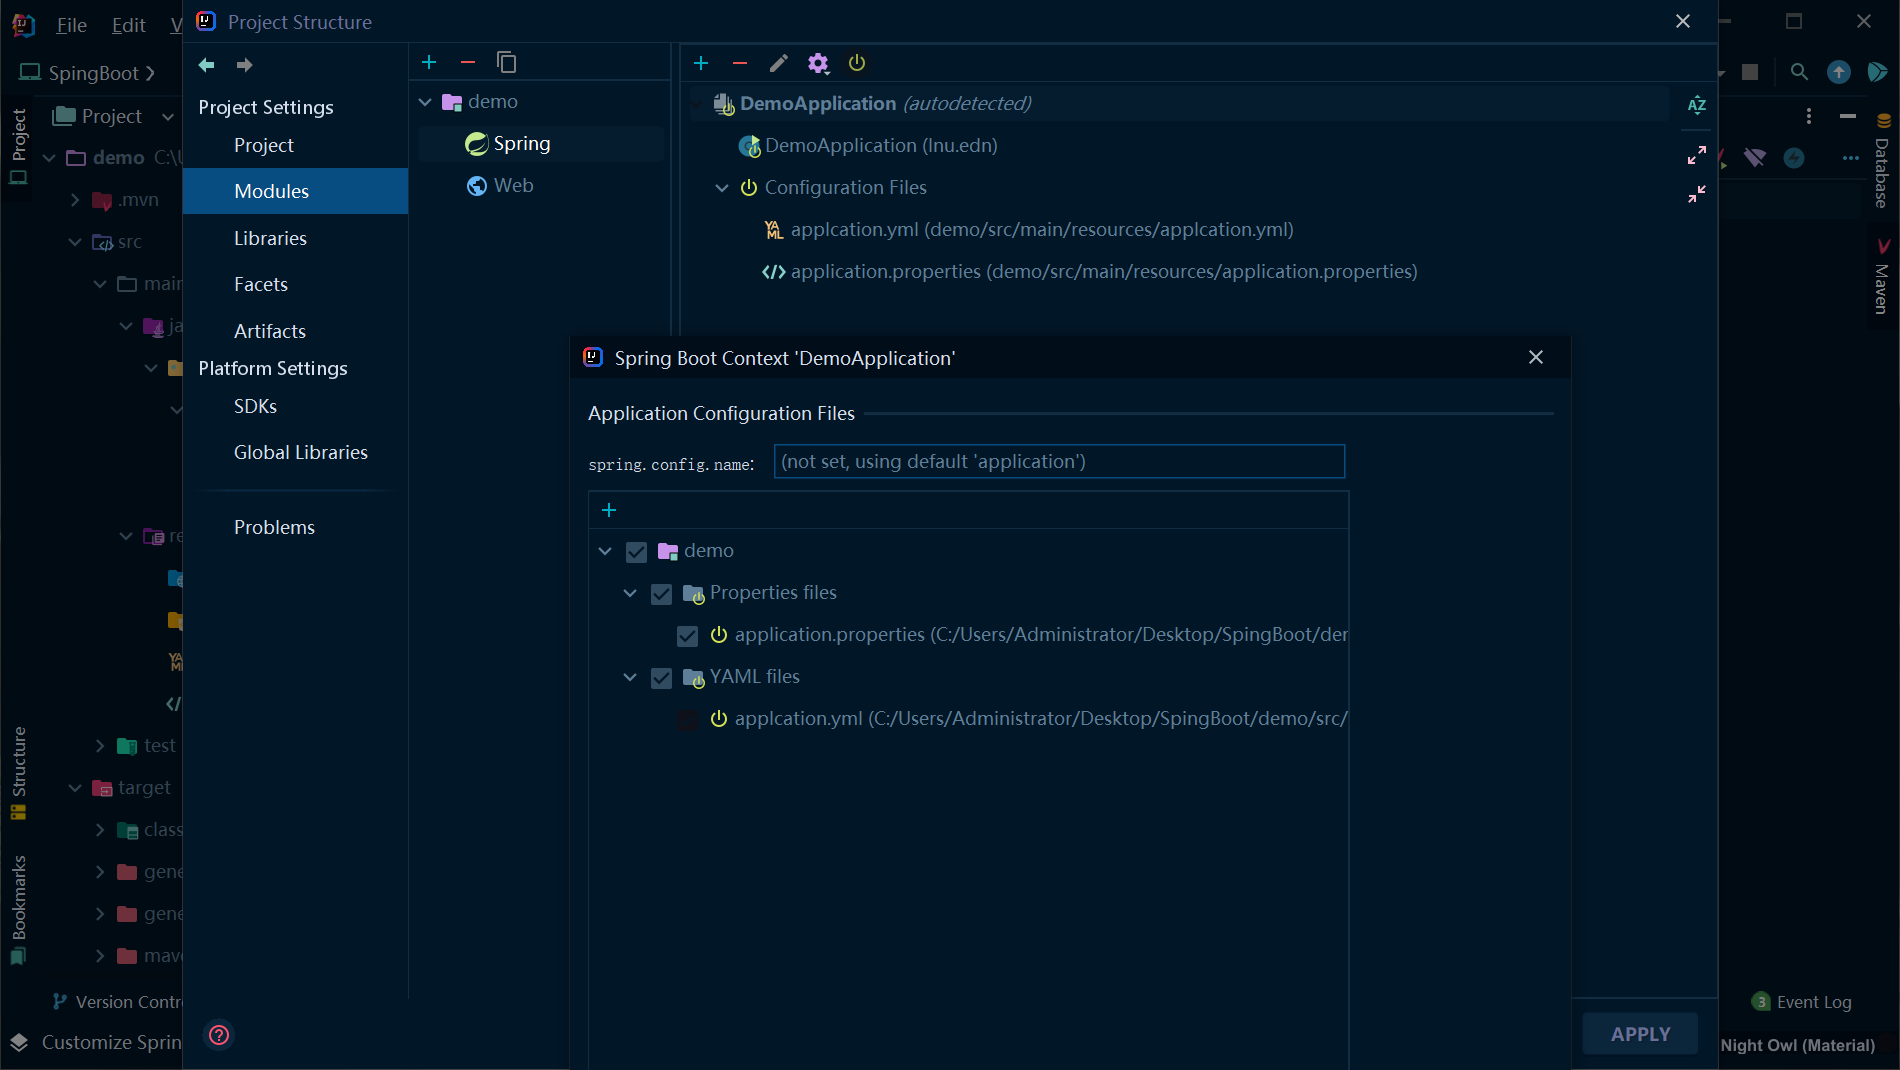 File Edit V
Project Structure
SpingBoot
Project Settings
Project
Modules
Libraries
Facets
Artifacts
Platform Settings
SDKs
Global Libraries
Problems
demo
Spring
Web
DemoApplication (autodetected)
DemoApplication (lnu.edn)
Configuration Files
applcation.yml (demo/src/main/resources/applcation.yml)
application.properties (demo/src/main/resources/application.properties)
Spring Boot Context 'DemoApplication'
Application Configuration Files
spring.config.name: (not set, using default 'application')
demo
Properties files
application.properties (C:/Users/Administrator/Desktop/SpingBoot/der
YAML files
applcation.yml (C:/Users/Administrator/Desktop/SpingBoot/demo/src/
APPLY
Project
Project
demo C:\U
.mvn
src
main
ja
re
test
target
class
gene
gene
mave
Structure
Bookmarks
Version Contr
Customize Sprin
Database
Maven
3 Event Log
Night Owl (Material)